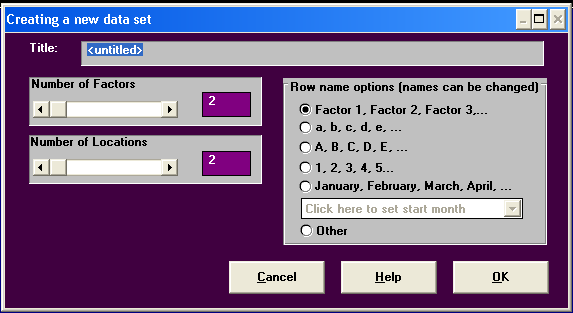 Creating a new data set
Title: <untitled>
Number of Factors
2
Number of Locations
2
Row name options (names can be changed)
Factor 1, Factor 2, Factor 3,...
a, b, c, d, e, ...
A, B, C, D, E, ...
1, 2, 3, 4, 5...
January, February, March, April, ...
Click here to set start month
Other
Cancel Help OK